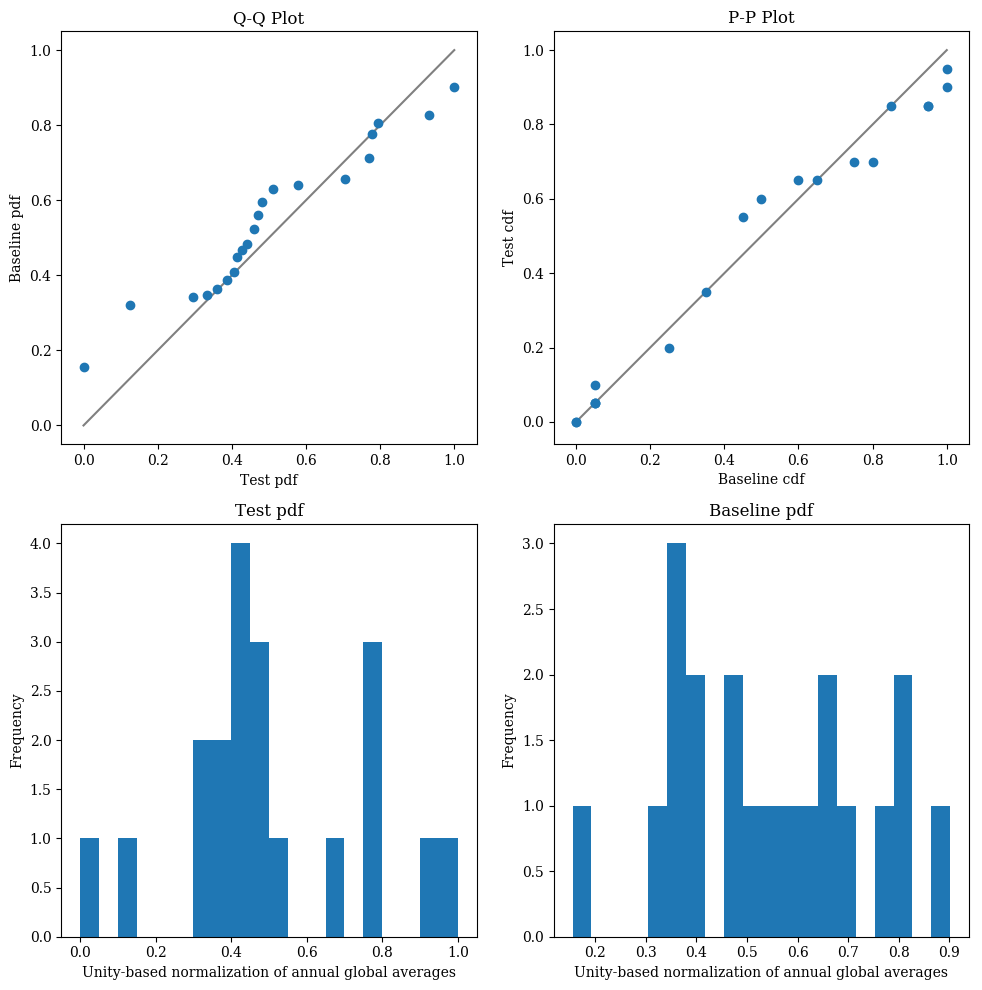 Q-Q Plot
1.0
0.8
0.6
0.4
0.2
0.0
Baseline pdf
0.0 0.2 0.4 0.6 0.8 1.0
Test pdf
P-P Plot
1.0
0.8
0.6
0.4
0.2
0.0
Test cdf
0.0 0.2 0.4 0.6 0.8 1.0
Baseline cdf
Test pdf
4.0
3.5
3.0
2.5
2.0
1.5
1.0
0.5
0.0
Frequency
0.0 0.2 0.4 0.6 0.8 1.0
Unity-based normalization of annual global averages
Baseline pdf
3.0
2.5
2.0
1.5
1.0
0.5
0.0
Frequency
0.2 0.3 0.4 0.5 0.6 0.7 0.8 0.9
Unity-based normalization of annual global averages